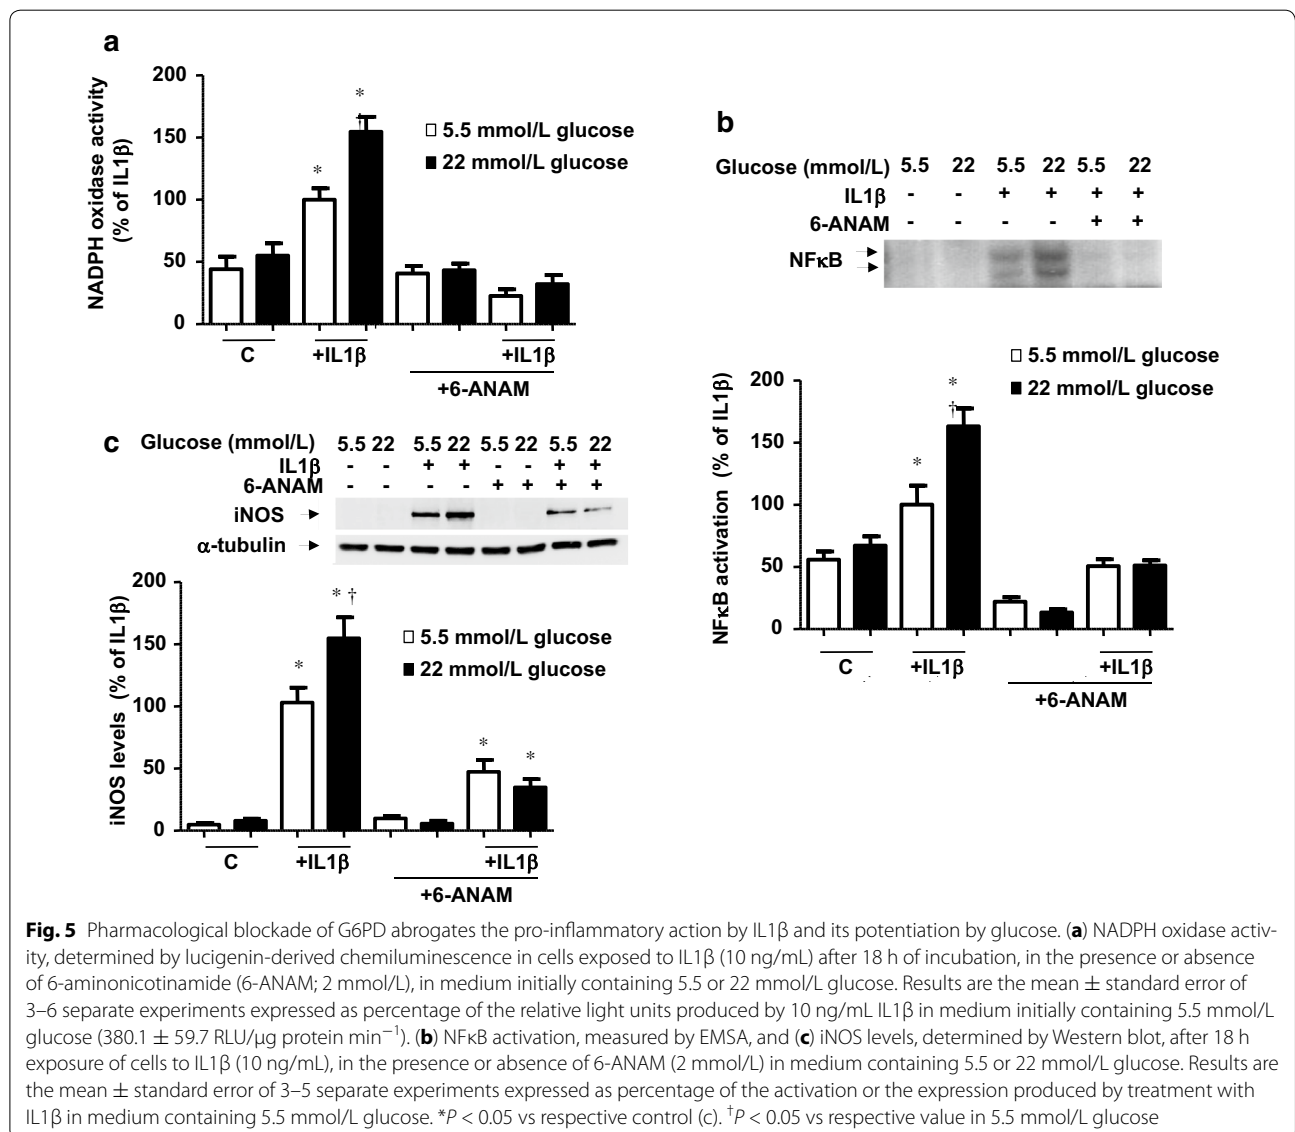 a
200
150
100
50
0
NADPH oxidase activity
(% of IL1β)
*
*
†
5.5 mmol/L glucose
22 mmol/L glucose
C
+IL1β
+IL1β
+6-ANAM
b
Glucose (mmol/L) 5.5 22 5.5 22 5.5 22
IL1β - - + + + +
6-ANAM - - - - + +
NFκB
5.5 mmol/L glucose
22 mmol/L glucose
NFκB activation (% of IL1β)
200
150
100
50
0
*
*
†
C
+IL1β
+IL1β
+6-ANAM
c
Glucose (mmol/L) 5.5 22 5.5 22 5.5 22 5.5 22
IL1β - - + + - - + +
6-ANAM - - - - + + + +
iNOS
α-tubulin
iNOS levels (% of IL1β)
200
150
100
50
0
*
* †
*
*
5.5 mmol/L glucose
22 mmol/L glucose
C
+IL1β
+IL1β
+6-ANAM
Fig. 5 Pharmacological blockade of G6PD abrogates the pro-inflammatory action by IL1β and its potentiation by glucose. (a) NADPH oxidase activ-
ity, determined by lucigenin-derived chemiluminescence in cells exposed to IL1β (10 ng/mL) after 18 h of incubation, in the presence or absence
of 6-aminonicotinamide (6-ANAM; 2 mmol/L), in medium initially containing 5.5 or 22 mmol/L glucose. Results are the mean ± standard error of
3–6 separate experiments expressed as percentage of the relative light units produced by 10 ng/mL IL1β in medium initially containing 5.5 mmol/L
glucose (380.1 ± 59.7 RLU/μg protein min⁻¹). (b) NFκB activation, measured by EMSA, and (c) iNOS levels, determined by Western blot, after 18 h
exposure of cells to IL1β (10 ng/mL), in the presence or absence of 6-ANAM (2 mmol/L) in medium containing 5.5 or 22 mmol/L glucose. Results are
the mean ± standard error of 3–5 separate experiments expressed as percentage of the activation or the expression produced by treatment with
IL1β in medium containing 5.5 mmol/L glucose. *P < 0.05 vs respective control (c). †P < 0.05 vs respective value in 5.5 mmol/L glucose